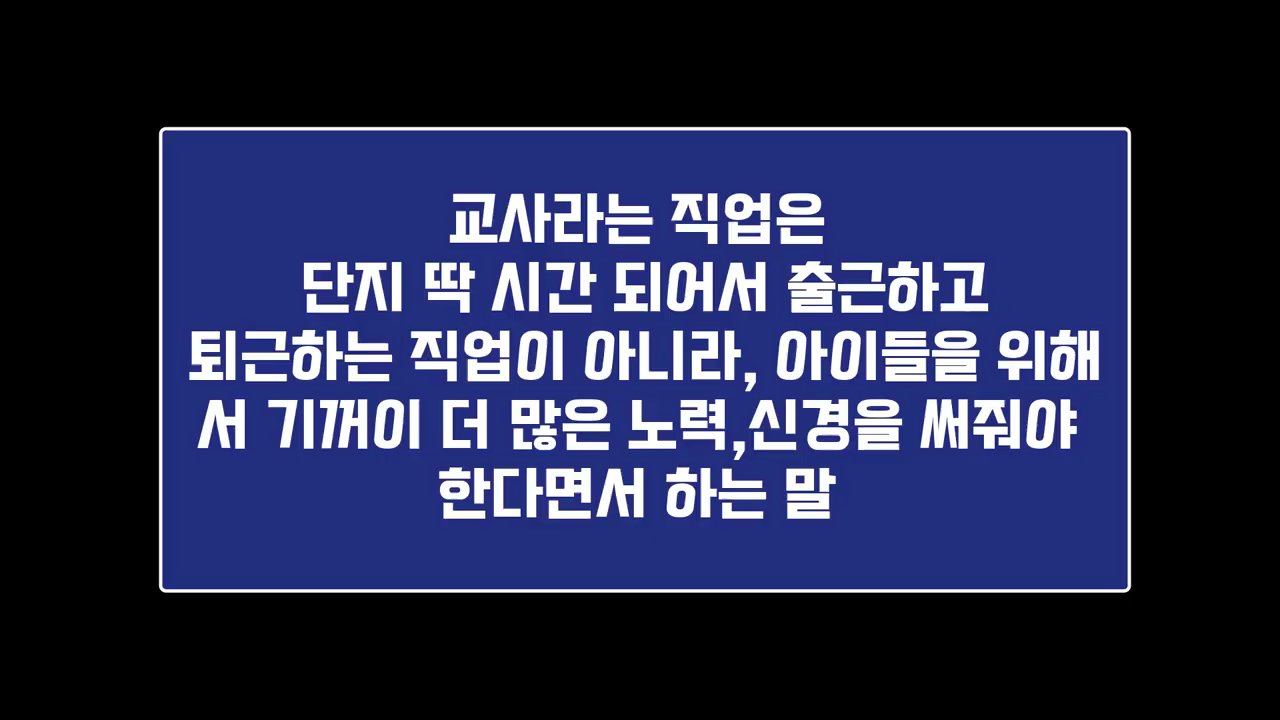 교사라는 직업은
단지 딱 시간 되어서 출근하고
퇴근하는 직업이 아니라, 아이들을 위해
서 기꺼이 더 많은 노력,신경을 써줘야
한다면서 하는 말